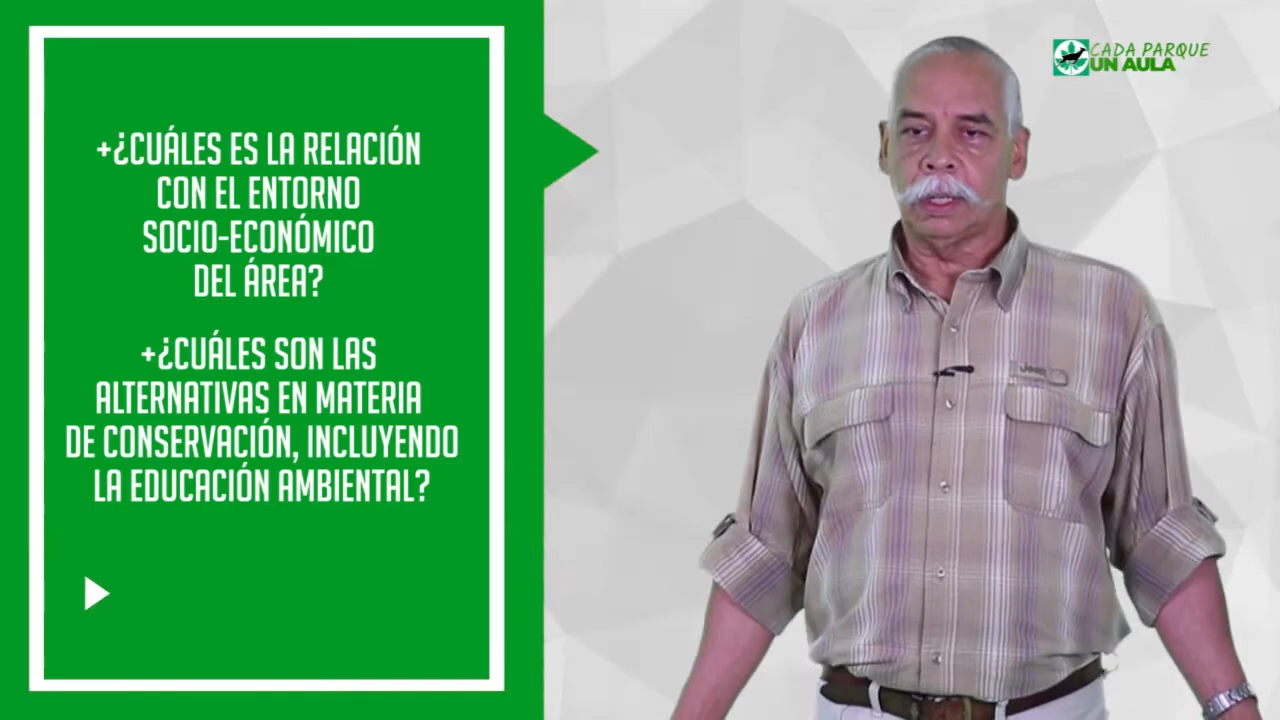 +¿CUÁLES ES LA RELACIÓN
CON EL ENTORNO
SOCIO-ECONÓMICO
DEL ÁREA?
+¿CUÁLES SON LAS
ALTERNATIVAS EN MATERIA
DE CONSERVACIÓN, INCLUYENDO
LA EDUCACIÓN AMBIENTAL?
CADA PARQUE
UN AULA
Jeep